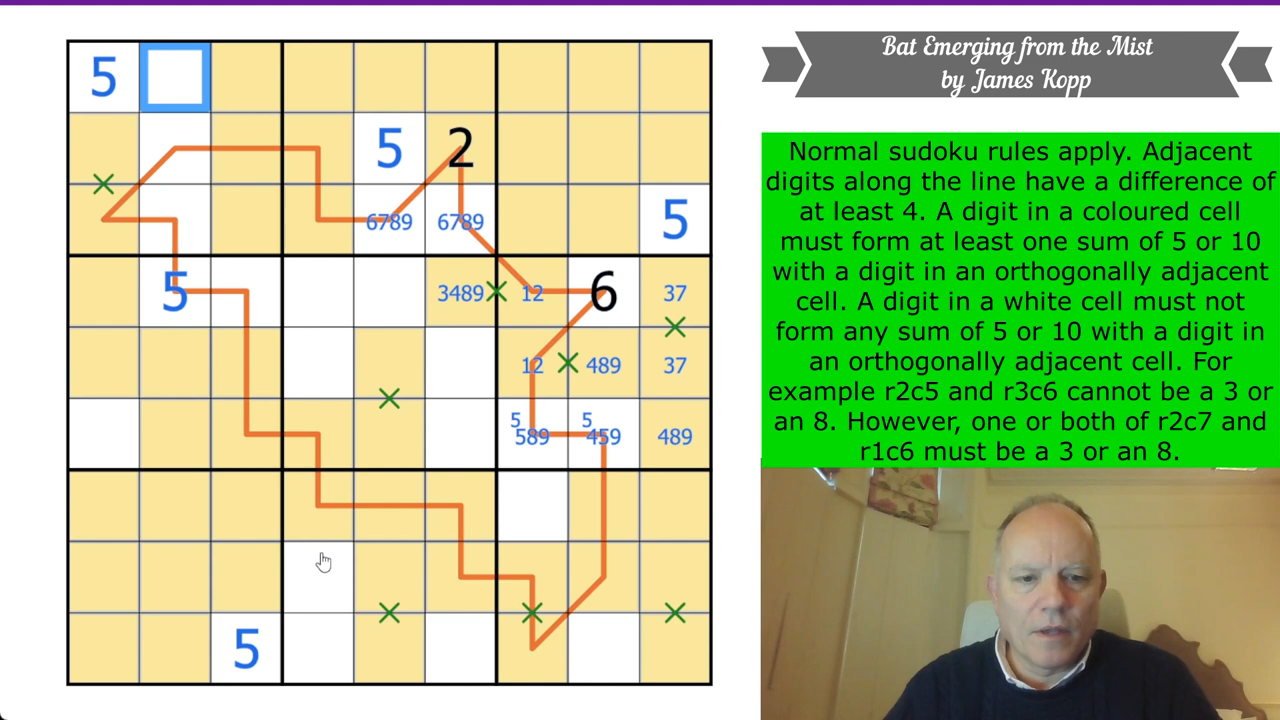 Bat Emerging from the Mist
by James Kopp
Normal sudoku rules apply. Adjacent
digits along the line have a difference of
at least 4. A digit in a coloured cell
must form at least one sum of 5 or 10
with a digit in an orthogonally adjacent
cell. A digit in a white cell must not
form any sum of 5 or 10 with a digit in
an orthogonally adjacent cell. For
example r2c5 and r3c6 cannot be a 3 or
an 8. However, one or both of r2c7 and
r1c6 must be a 3 or an 8.
5
5 2
6789 6789 5
5 3489 12 6 37
12 489 37
5 5
589 459 489
5